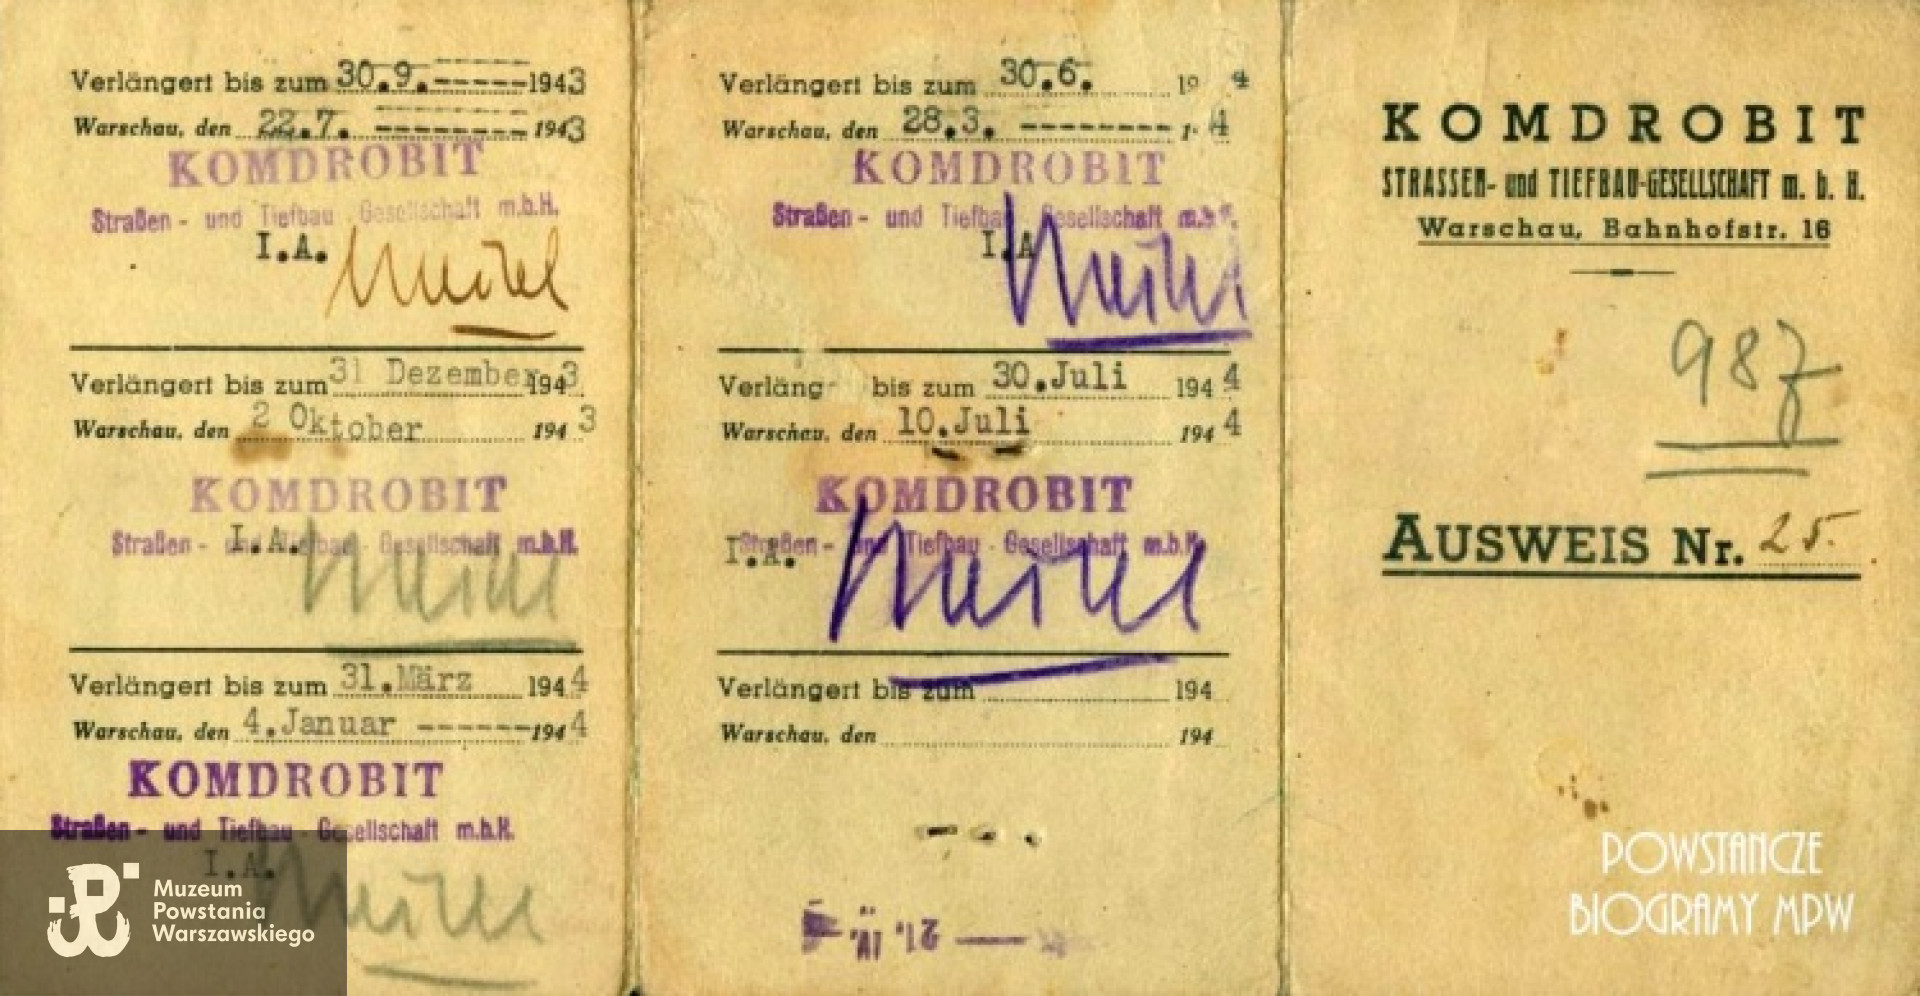 Verlängert bis zum 30.9. 1943
Warschau, den 22.7. 1943
KOMDROBIT
Straßen- und Tiefbau-Gesellschaft m.b.H.
I.A.
Verlängert bis zum 31 Dezember 1943
Warschau, den 2 Oktober 1943
KOMDROBIT
Straßen- und Tiefbau-Gesellschaft m.b.H.
I.A.
Verlängert bis zum 31.März 1944
Warschau, den 4.Januar 1944
KOMDROBIT
Straßen- und Tiefbau-Gesellschaft m.b.H.
I.A.
Muzeum
Powstania
Warszawskiego
Verlängert bis zum 30.6. 19 4
Warschau, den 28.3. 1 4
KOMDROBIT
Straßen- und Tiefbau-Gesellschaft m.b.H.
I.A
Verläng bis zum 30.Juli 1944
Warschau, den 10.Juli 1944
KOMDROBIT
Straßen- und Tiefbau-Gesellschaft m.b.H.
I.A.
Verlängert bis zum 194
Warschau, den 194
KOMDROBIT
STRASSEN- und TIEFBAU-GESELLSCHAFT m. b. H.
Warschau, Bahnhofstr. 16
987
AUSWEIS Nr. 25.
POWSTAŃCZE
BIOGRAMY MPW